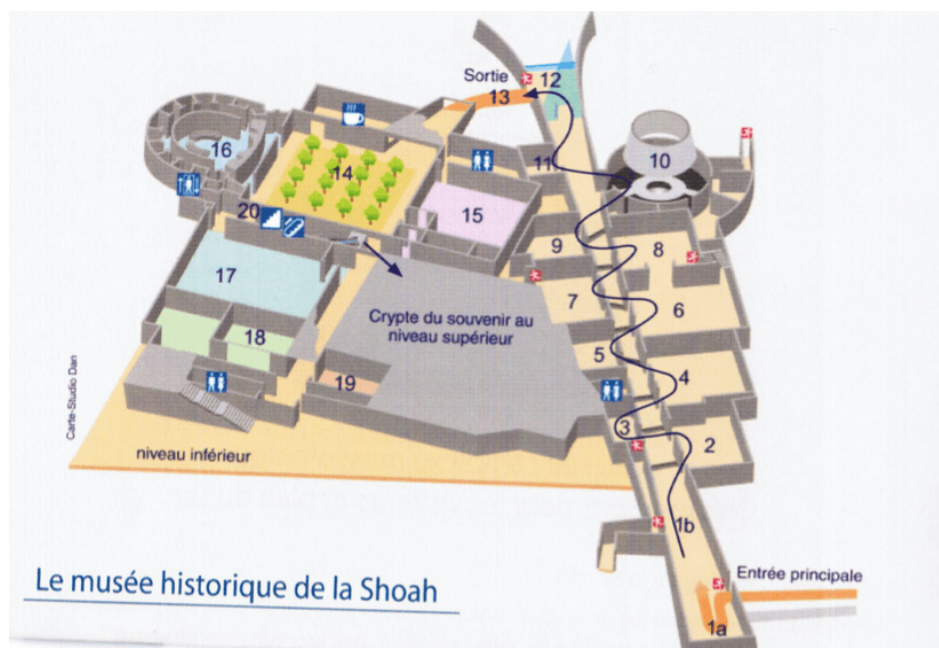 Sortie
12
13
16
14
10
11
15
20
9
8
17
7
6
Crypte du souvenir au
niveau supérieur
18
5
19
4
Carte-Studio Dan
3
2
niveau inférieur
1b
Le musée historique de la Shoah
Entrée principale
1a